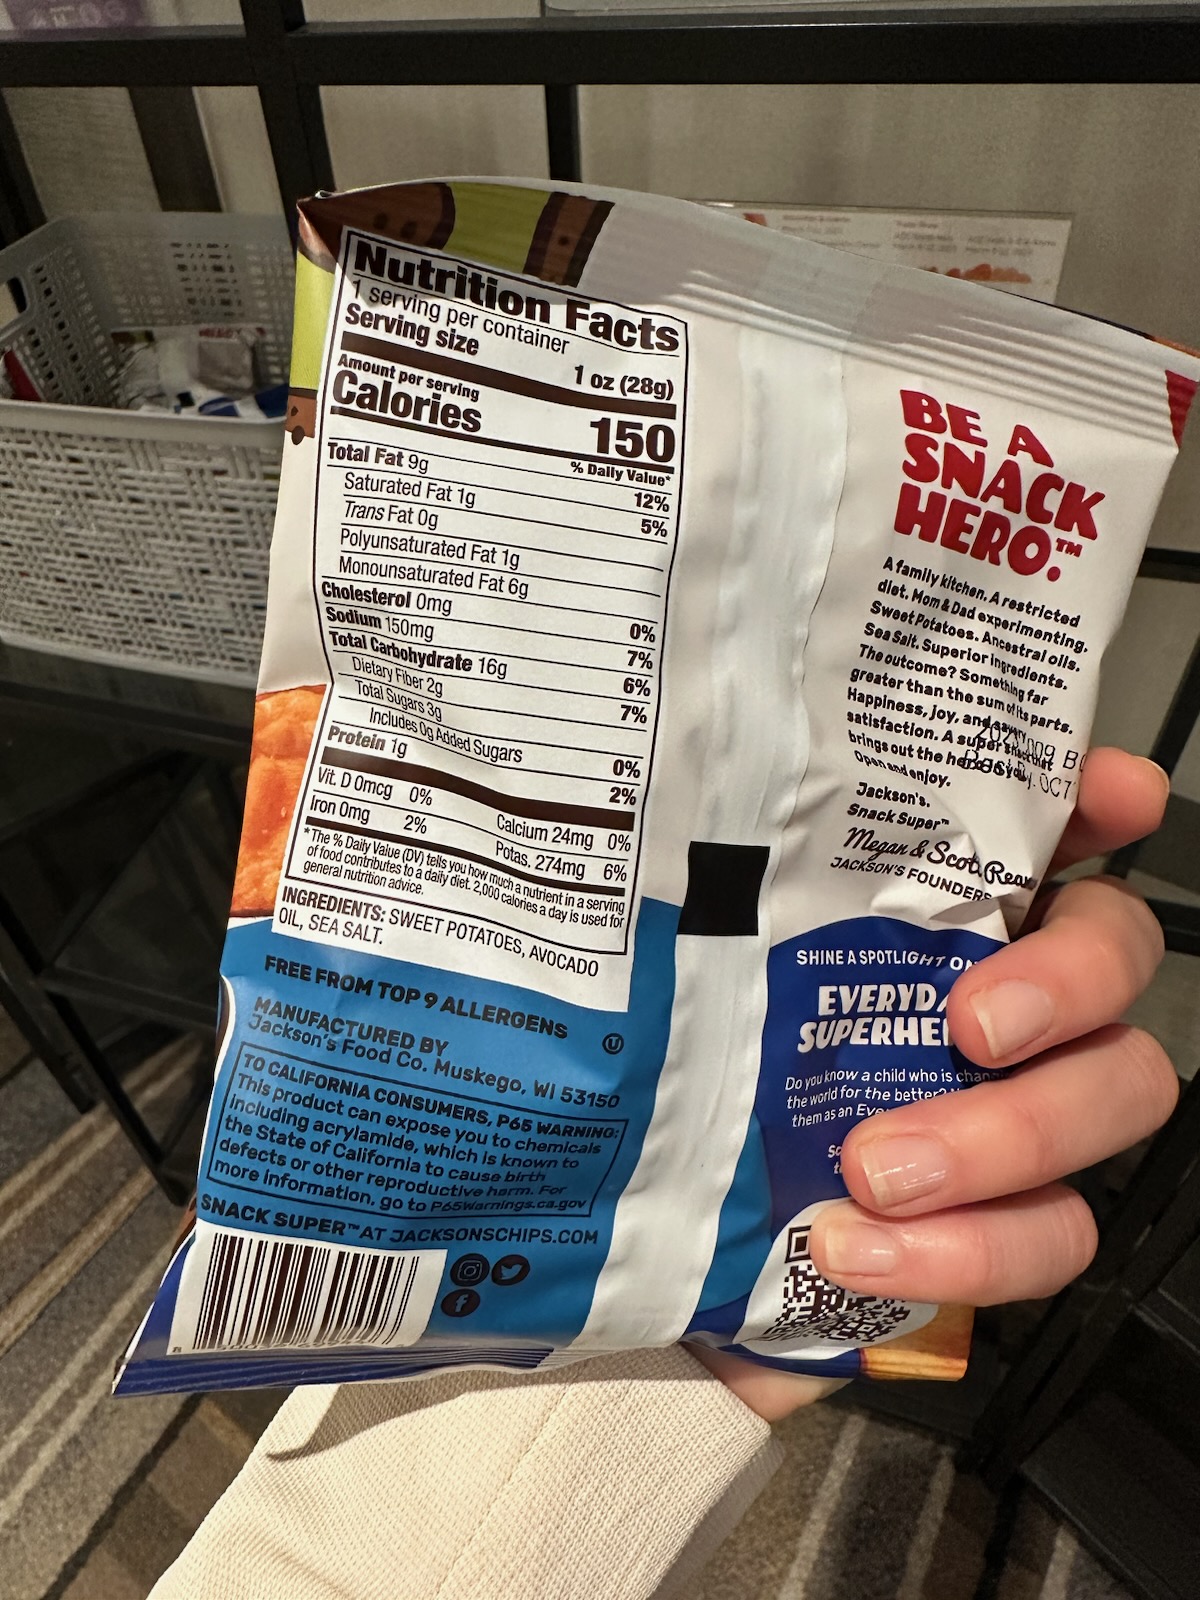 Nutrition Facts
1 serving per container
Serving size
1 oz (28g)
Amount per serving
Calories 150
% Daily Value*
Total Fat 9g 12%
Saturated Fat 1g 5%
Trans Fat 0g
Polyunsaturated Fat 1g
Monounsaturated Fat 6g
Cholesterol 0mg 0%
Sodium 150mg 7%
Total Carbohydrate 16g 6%
Dietary Fiber 2g 7%
Total Sugars 3g
Includes 0g Added Sugars 0%
Protein 1g 2%
Vit. D 0mcg 0% Calcium 24mg 0%
Iron 0mg 2% Potas. 274mg 6%
*The % Daily Value (DV) tells you how much a nutrient in a serving
of food contributes to a daily diet. 2,000 calories a day is used for
general nutrition advice.
INGREDIENTS: SWEET POTATOES, AVOCADO
OIL, SEA SALT.
FREE FROM TOP 9 ALLERGENS
U
MANUFACTURED BY
Jackson's Food Co. Muskego, WI 53150
TO CALIFORNIA CONSUMERS, P65 WARNING:
This product can expose you to chemicals
including acrylamide, which is known to
the State of California to cause birth
defects or other reproductive harm. For
more information, go to P65Warnings.ca.gov
SNACK SUPER™ AT JACKSONSCHIPS.COM
BE A
SNACK
HERO.™
A family kitchen. A restricted
diet. Mom & Dad experimenting.
Sweet Potatoes. Ancestral oils.
Sea Salt. Superior ingredients.
The outcome? Something far
greater than the sum of its parts.
Happiness, joy, and savory
satisfaction. A super snack that
brings out the hero in you.
Open and enjoy.
Jackson's.
Snack Super™
Megan & Scott
JACKSON'S FOUNDERS
SHINE A SPOTLIGHT
EVERYDA
SUPERHE
Do you know a child who is
the world for the better?
them as an